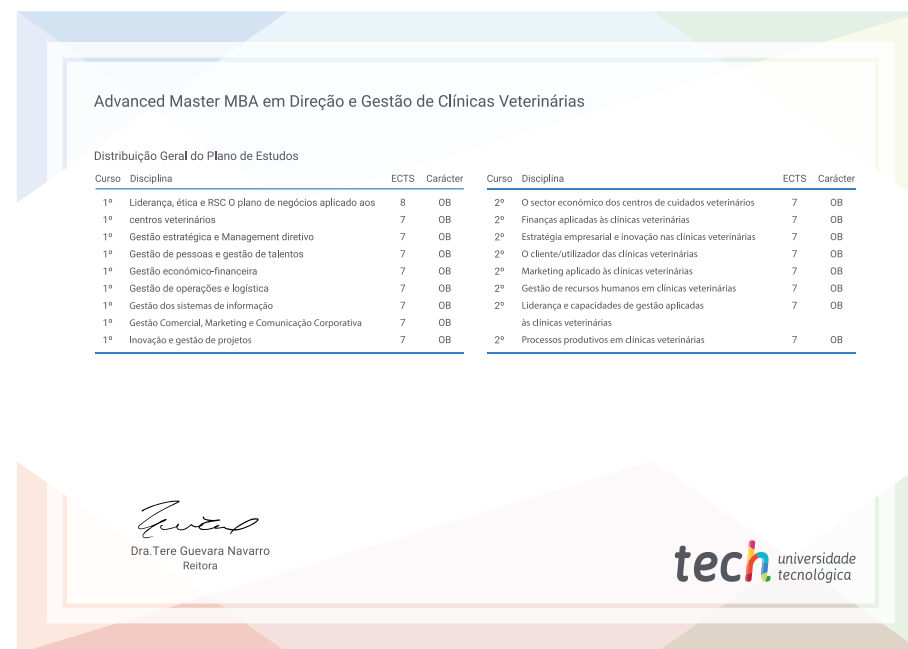 Advanced Master MBA em Direção e Gestão de Clínicas Veterinárias
Distribuição Geral do Plano de Estudos
Curso Disciplina ECTS Carácter
1º Liderança, ética e RSC O plano de negócios aplicado aos 8 OB
1º centros veterinários 7 OB
1º Gestão estratégica e Management diretivo 7 OB
1º Gestão de pessoas e gestão de talentos 7 OB
1º Gestão económico-financeira 7 OB
1º Gestão de operações e logística 7 OB
1º Gestão dos sistemas de informação 7 OB
1º Gestão Comercial, Marketing e Comunicação Corporativa 7 OB
1º Inovação e gestão de projetos 7 OB
Curso Disciplina ECTS Carácter
2º O sector económico dos centros de cuidados veterinários 7 OB
2º Finanças aplicadas às clínicas veterinárias 7 OB
2º Estratégia empresarial e inovação nas clínicas veterinárias 7 OB
2º O cliente/utilizador das clínicas veterinárias 7 OB
2º Marketing aplicado às clínicas veterinárias 7 OB
2º Gestão de recursos humanos em clínicas veterinárias 7 OB
2º Liderança e capacidades de gestão aplicadas 7 OB
às clínicas veterinárias
2º Processos produtivos em clínicas veterinárias 7 OB
Dra.Tere Guevara Navarro
Reitora
tech universidade
tecnológica